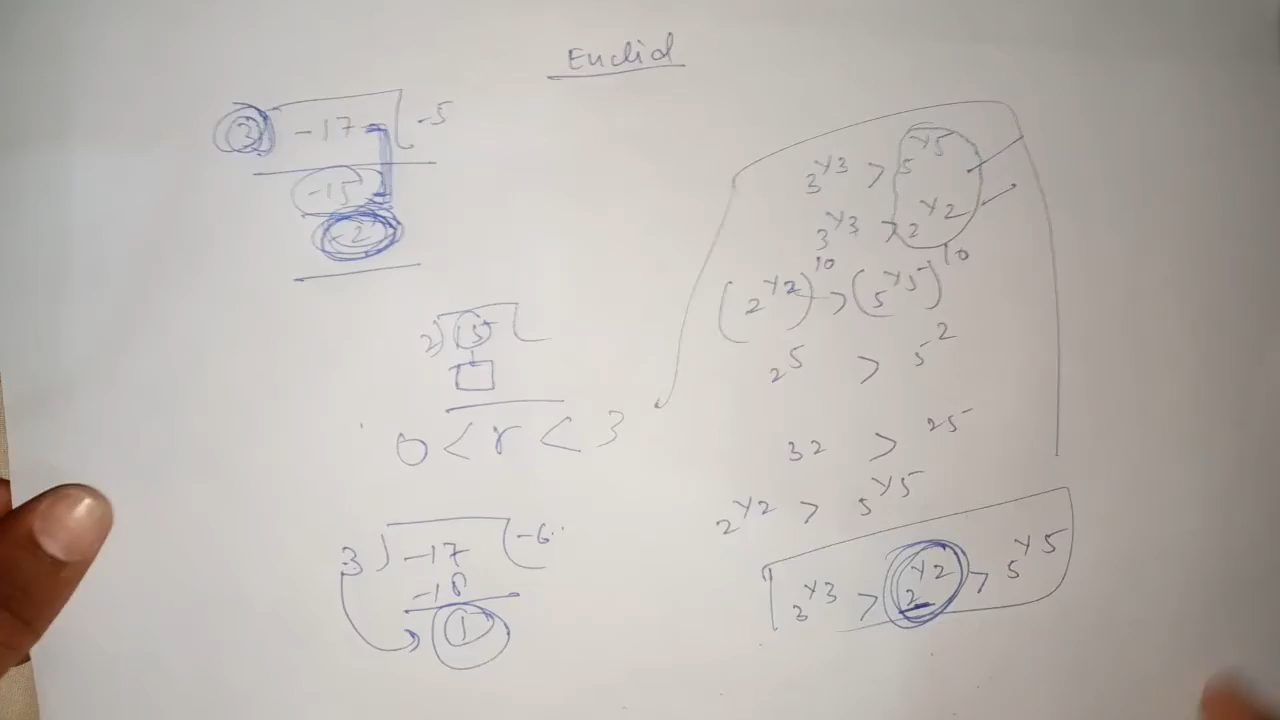 Euclid
3 -17 -5
-15
-2
2) 15
0 < r < 3
3) -17 (-6
-18
1
3^1/3 > 5^1/5
3^1/3 > 2^1/2
(2^1/2)^10 > (5^1/5)^10
2^5 > 5^2
32 > 25
2^1/2 > 5^1/5
3^1/3 > 2^1/2 > 5^1/5